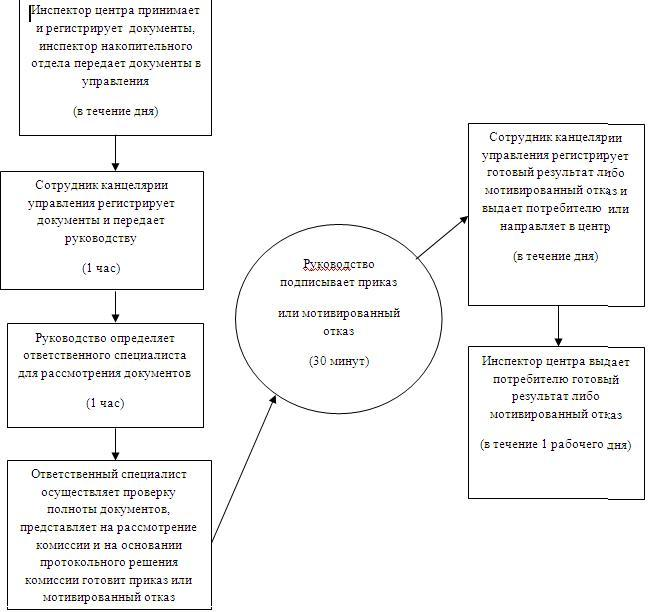 Инспектор центра принимает
и регистрирует документы,
инспектор накопительного
отдела передает документы в
управления
(в течение дня)
Сотрудник канцелярии
управления регистрирует
документы и передает
руководству
(1 час)
Руководство определяет
ответственного специалиста
для рассмотрения документов
(1 час)
Ответственный специалист
осуществляет проверку
полноты документов,
представляет на рассмотрение
комиссии и на основании
протокольного решения
комиссии готовит приказ или
мотивированный отказ
Руководство
подписывает приказ
или мотивированный
отказ
(30 минут)
Сотрудник канцелярии
управления регистрирует
готовый результат либо
мотивированный отказ и
выдает потребителю или
направляет в центр
(в течение дня)
Инспектор центра выдает
потребителю готовый
результат либо
мотивированный отказ
(в течение 1 рабочего дня)